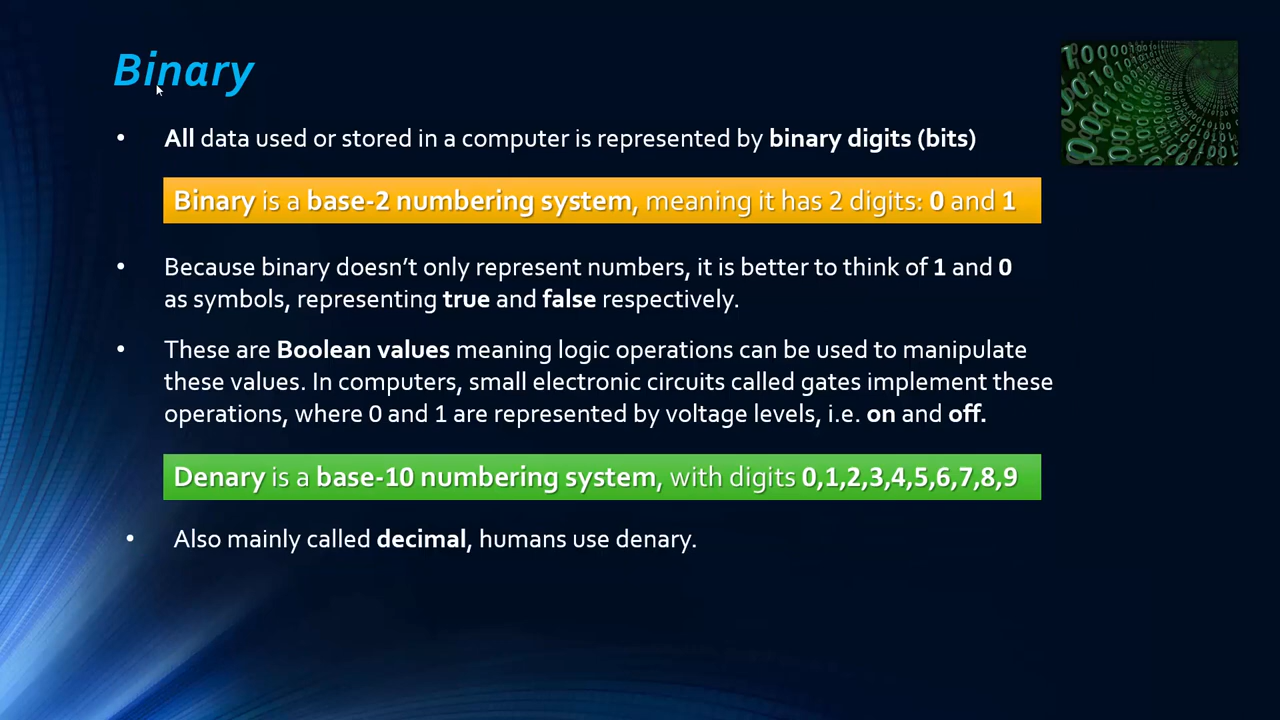 Binary
• All data used or stored in a computer is represented by binary digits (bits)
Binary is a base-2 numbering system, meaning it has 2 digits: 0 and 1
• Because binary doesn’t only represent numbers, it is better to think of 1 and 0
as symbols, representing true and false respectively.
• These are Boolean values meaning logic operations can be used to manipulate
these values. In computers, small electronic circuits called gates implement these
operations, where 0 and 1 are represented by voltage levels, i.e. on and off.
Denary is a base-10 numbering system, with digits 0,1,2,3,4,5,6,7,8,9
• Also mainly called decimal, humans use denary.